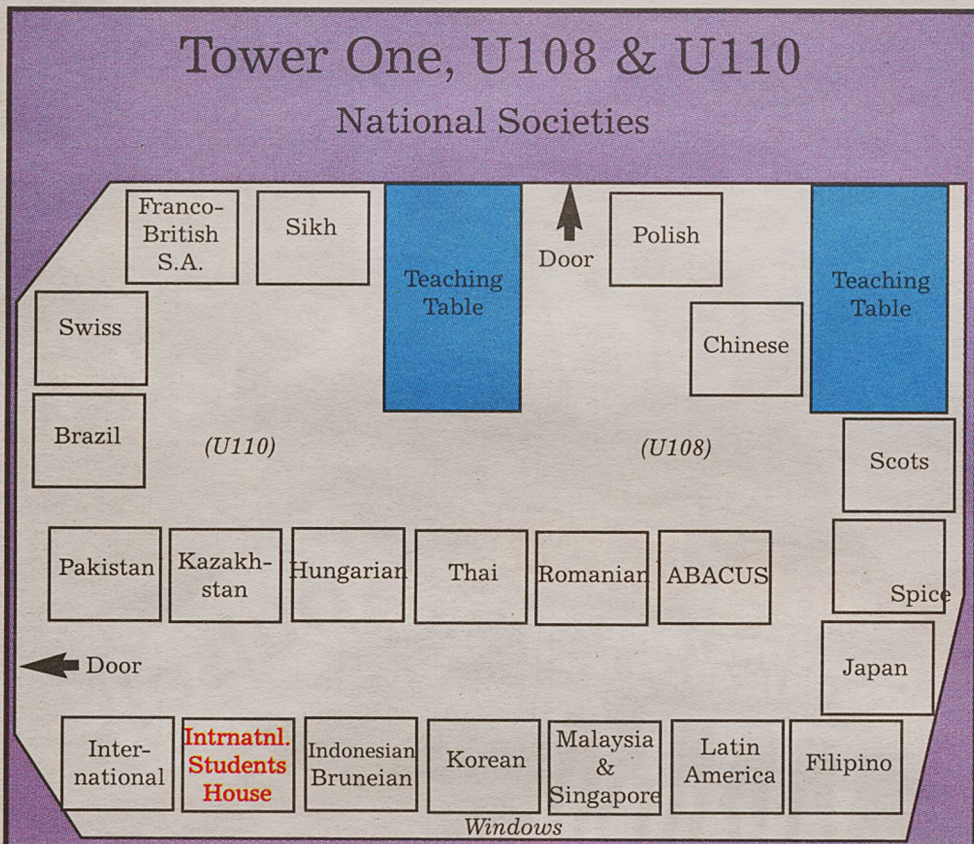 Tower One, U108 & U110
National Societies
Franco-
British
S.A.
Sikh
Teaching
Table
Door
Polish
Teaching
Table
Swiss
Chinese
Brazil
(U110)
(U108)
Scots
Pakistan
Kazakh-
stan
Hungarian
Thai
Romanian
ABACUS
Spice
Door
Japan
Inter-
national
Intrnatnl.
Students
House
Indonesian
Bruneian
Korean
Malaysia
&
Singapore
Latin
America
Filipino
Windows